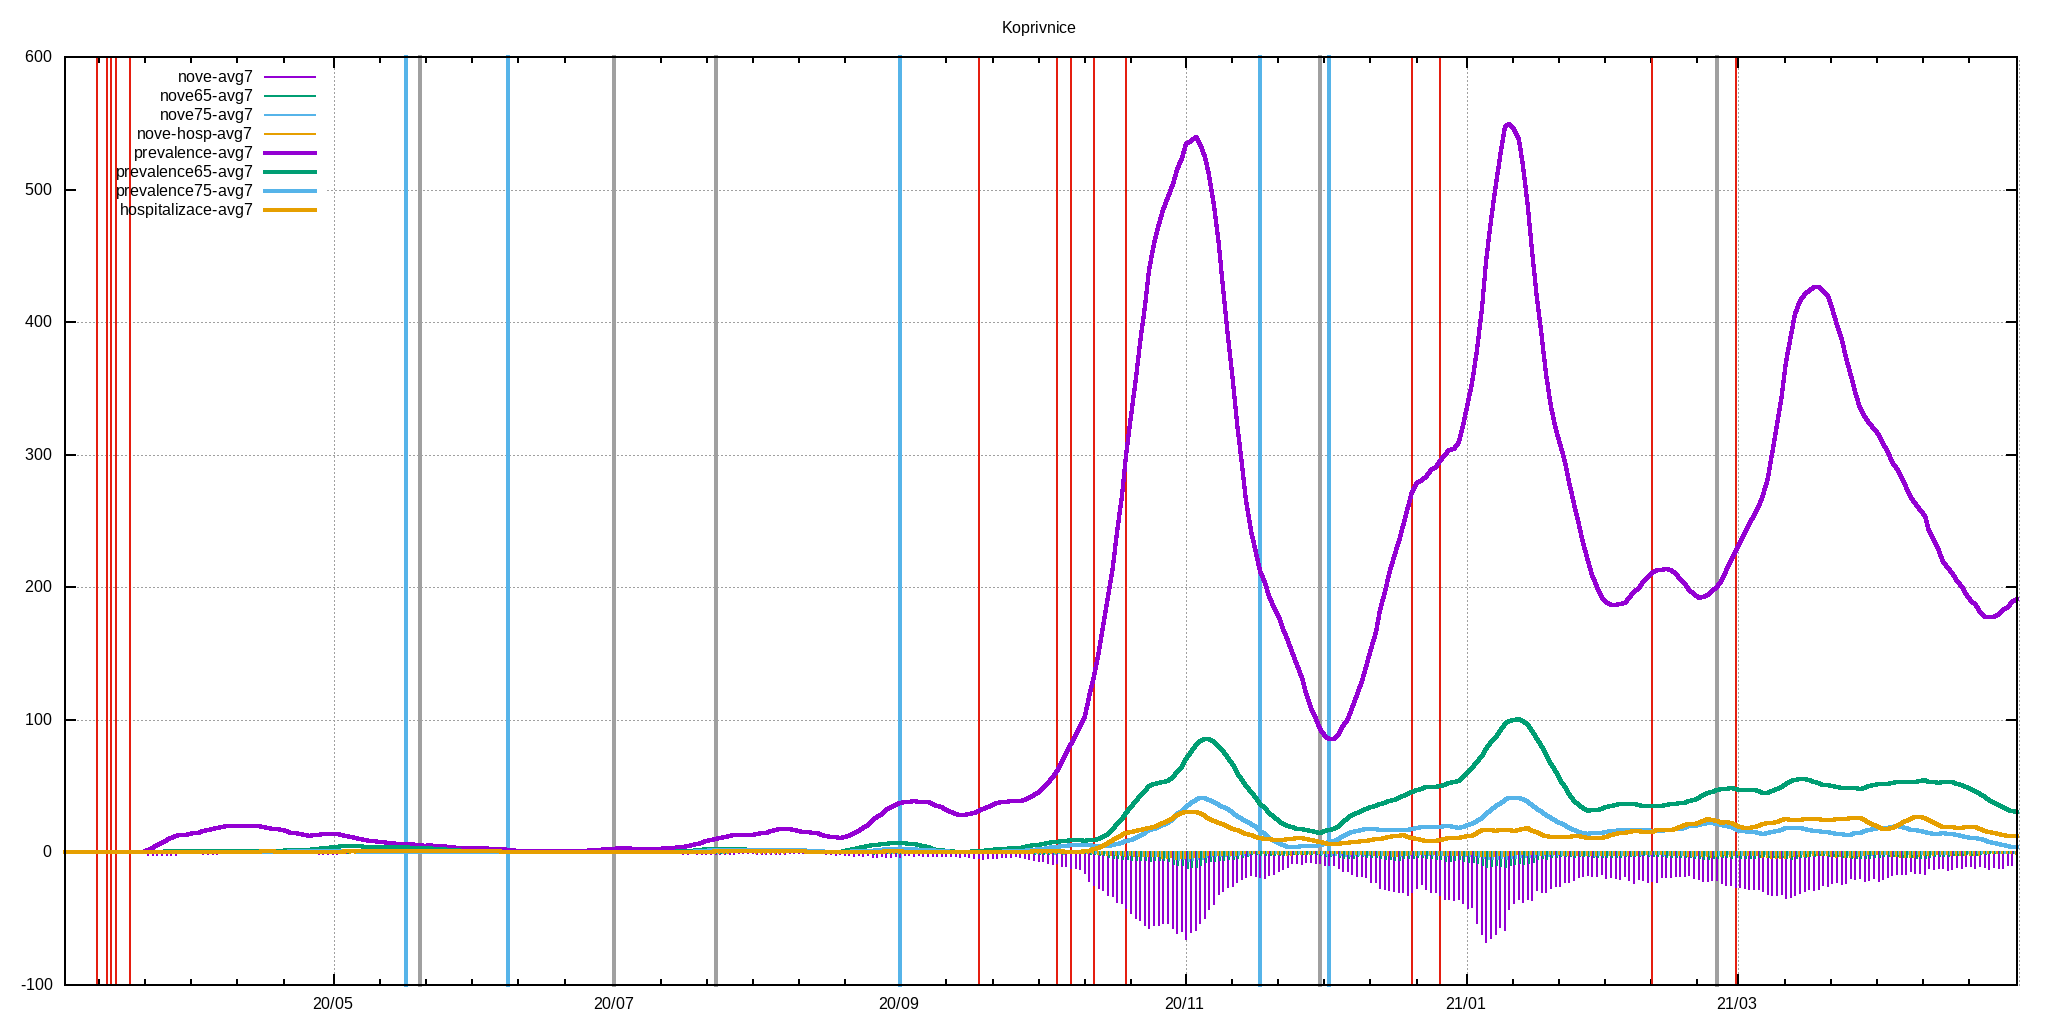 Koprivnice
600
500
400
300
200
100
0
-100
nove-avg7
nove65-avg7
nove75-avg7
nove-hosp-avg7
prevalence-avg7
prevalence65-avg7
prevalence75-avg7
hospitalizace-avg7
20/05
20/07
20/09
20/11
21/01
21/03